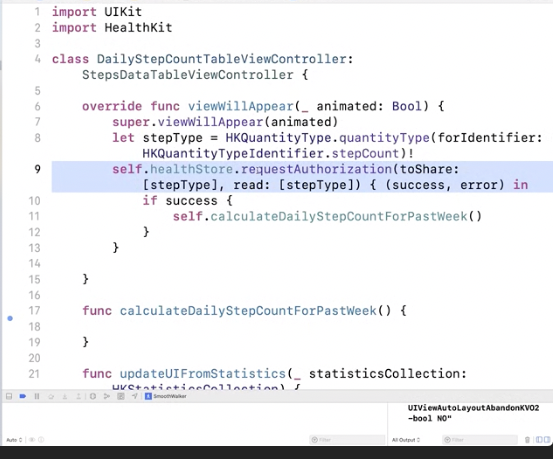 1 import UIKit
2 import HealthKit
3
4 class DailyStepCountTableViewController:
StepsDataTableViewController {
5
6 override func viewWillAppear(_ animated: Bool) {
7 super.viewWillAppear(animated)
8 let stepType = HKQuantityType.quantityType(forIdentifier:
HKQuantityTypeIdentifier.stepCount)!
9 self.healthStore.requestAuthorization(toShare:
[stepType], read: [stepType]) { (success, error) in
10 if success {
11 self.calculateDailyStepCountForPastWeek()
12 }
13 }
14
15 }
16
17 func calculateDailyStepCountForPastWeek() {
18
19 }
20
21 func updateUIFromStatistics(_ statisticsCollection:
HKStatisticsCollection) {
SmoothWalker
UIViewAutoLayoutAbandonKVO2
-bool NO"
Auto
Filter
All Output
Filter